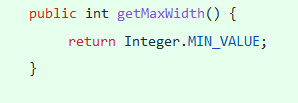 public int getMaxWidth() {
return Integer.MIN_VALUE;
}